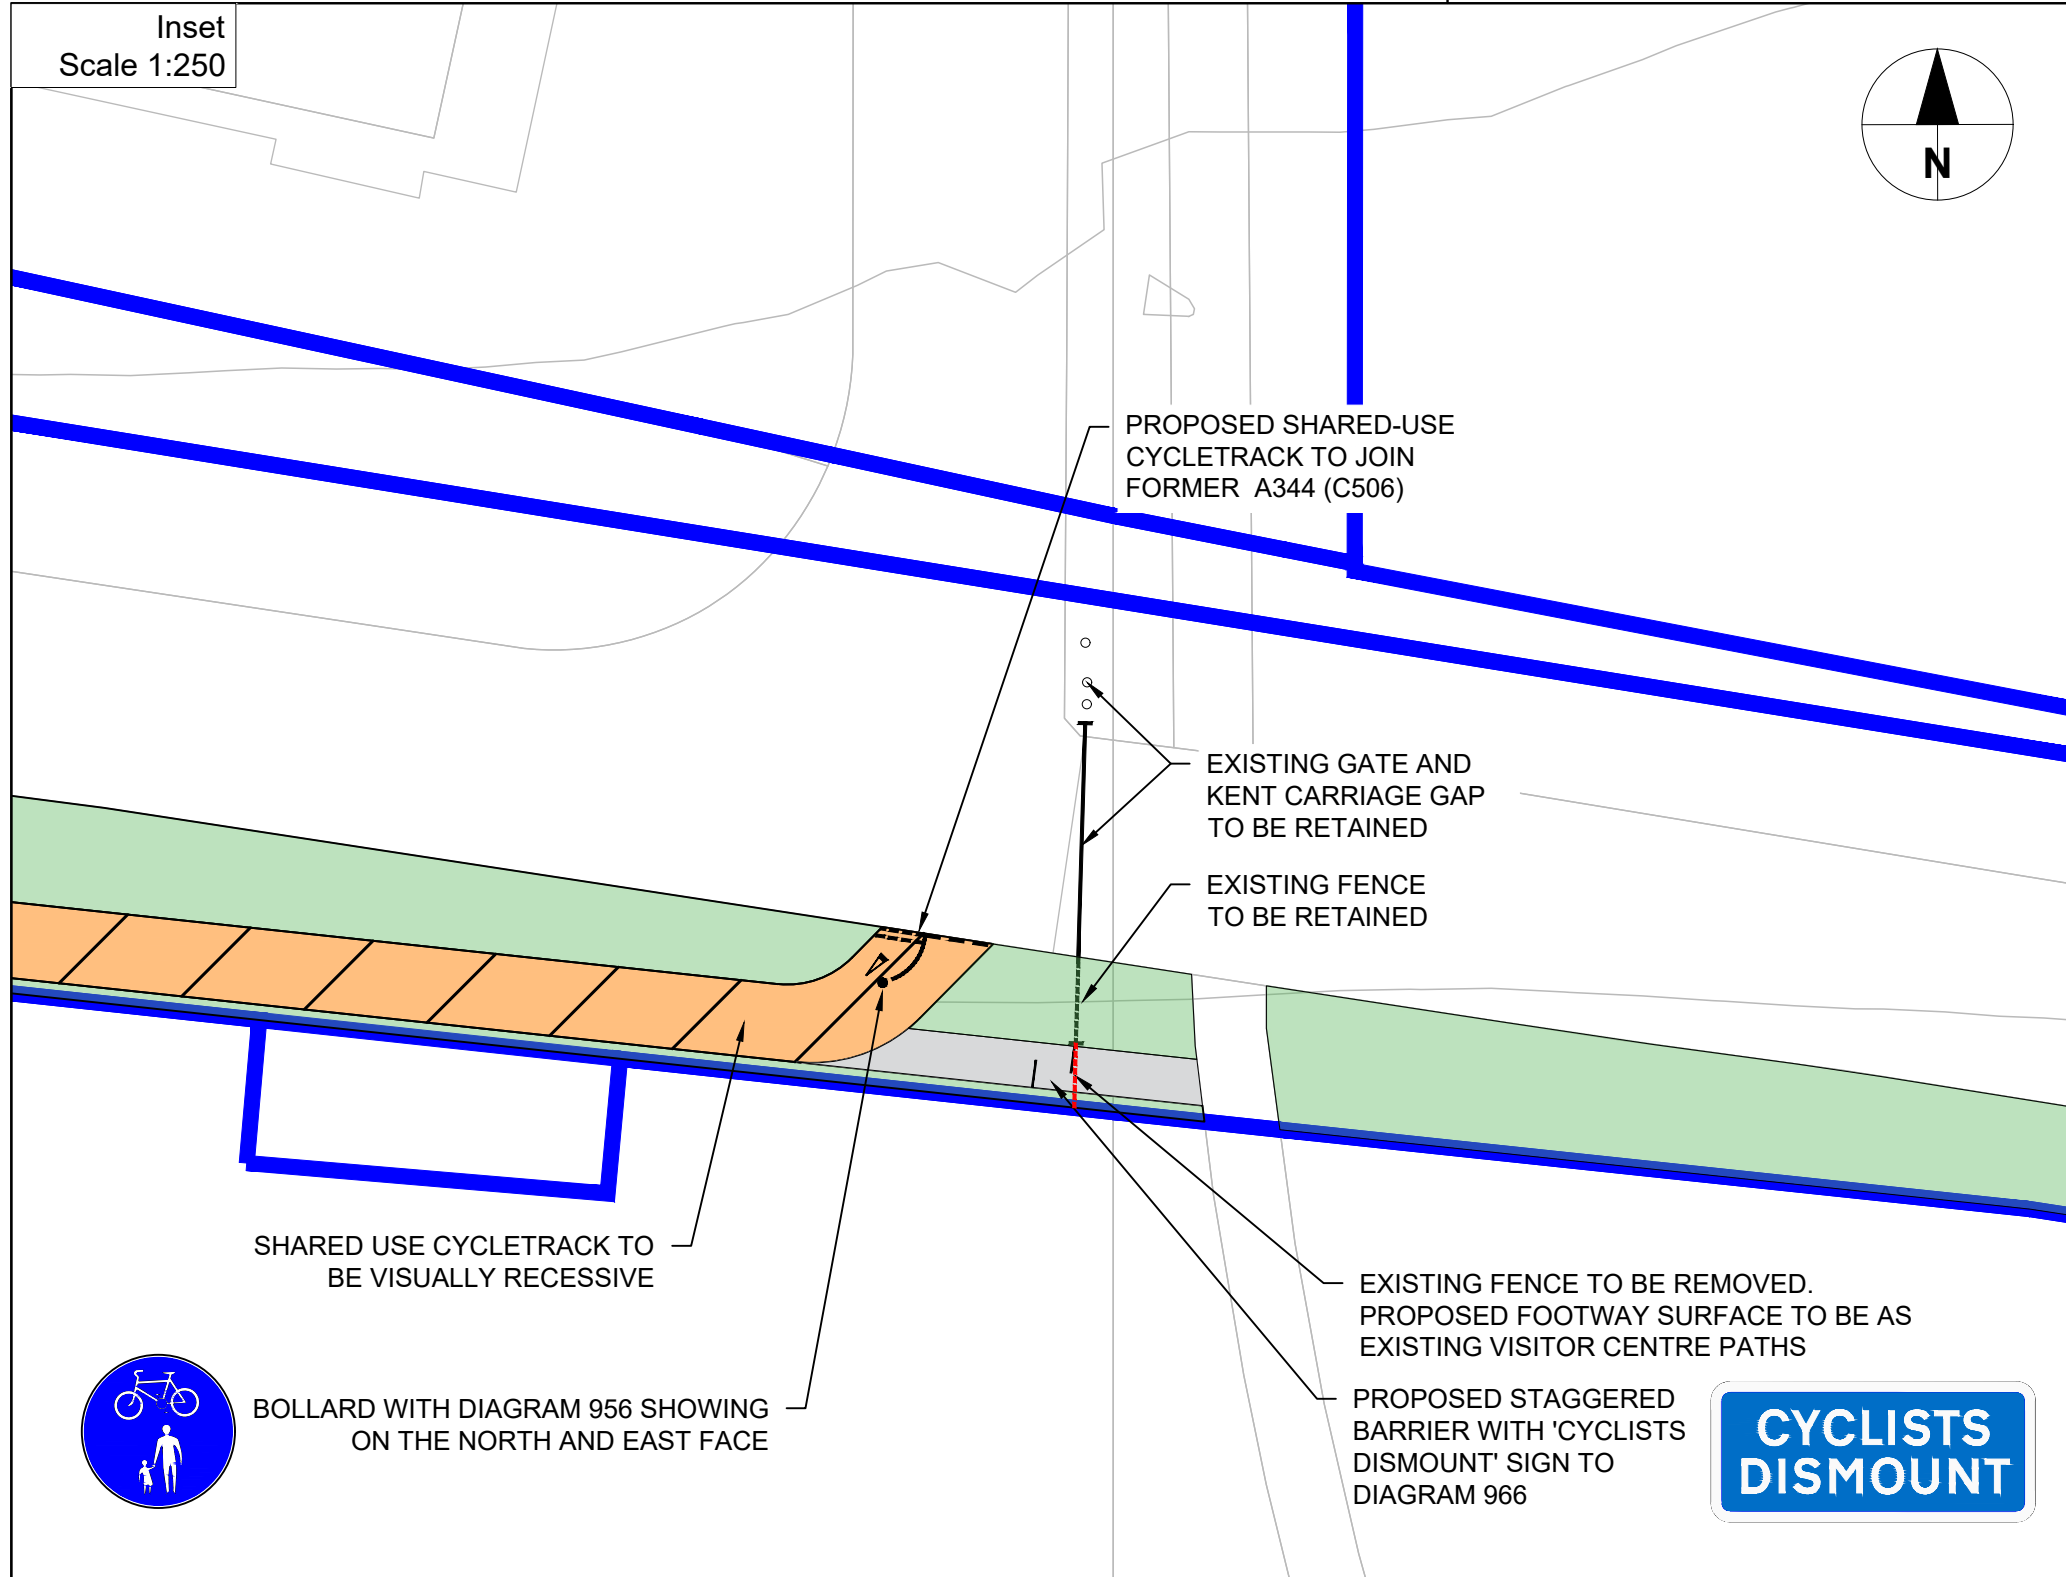 Inset
Scale 1:250
N
PROPOSED SHARED-USE
CYCLETRACK TO JOIN
FORMER A344 (C506)
EXISTING GATE AND
KENT CARRIAGE GAP
TO BE RETAINED
EXISTING FENCE
TO BE RETAINED
SHARED USE CYCLETRACK TO
BE VISUALLY RECESSIVE
EXISTING FENCE TO BE REMOVED.
PROPOSED FOOTWAY SURFACE TO BE AS
EXISTING VISITOR CENTRE PATHS
BOLLARD WITH DIAGRAM 956 SHOWING
ON THE NORTH AND EAST FACE
PROPOSED STAGGERED
BARRIER WITH 'CYCLISTS
DISMOUNT' SIGN TO
DIAGRAM 966
CYCLISTS
DISMOUNT